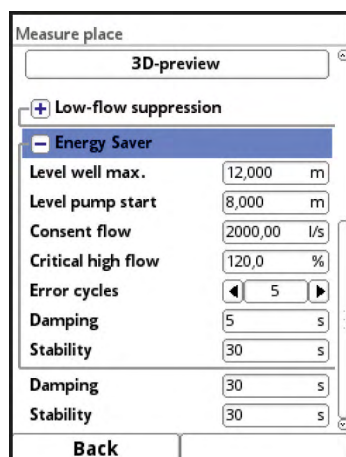 Measure place
3D-preview
+ Low-flow suppression
− Energy Saver
Level well max. 12,000 m
Level pump start 8,000 m
Consent flow 2000,00 l/s
Critical high flow 120,0 %
Error cycles 5
Damping 5 s
Stability 30 s
Damping 30 s
Stability 30 s
Back